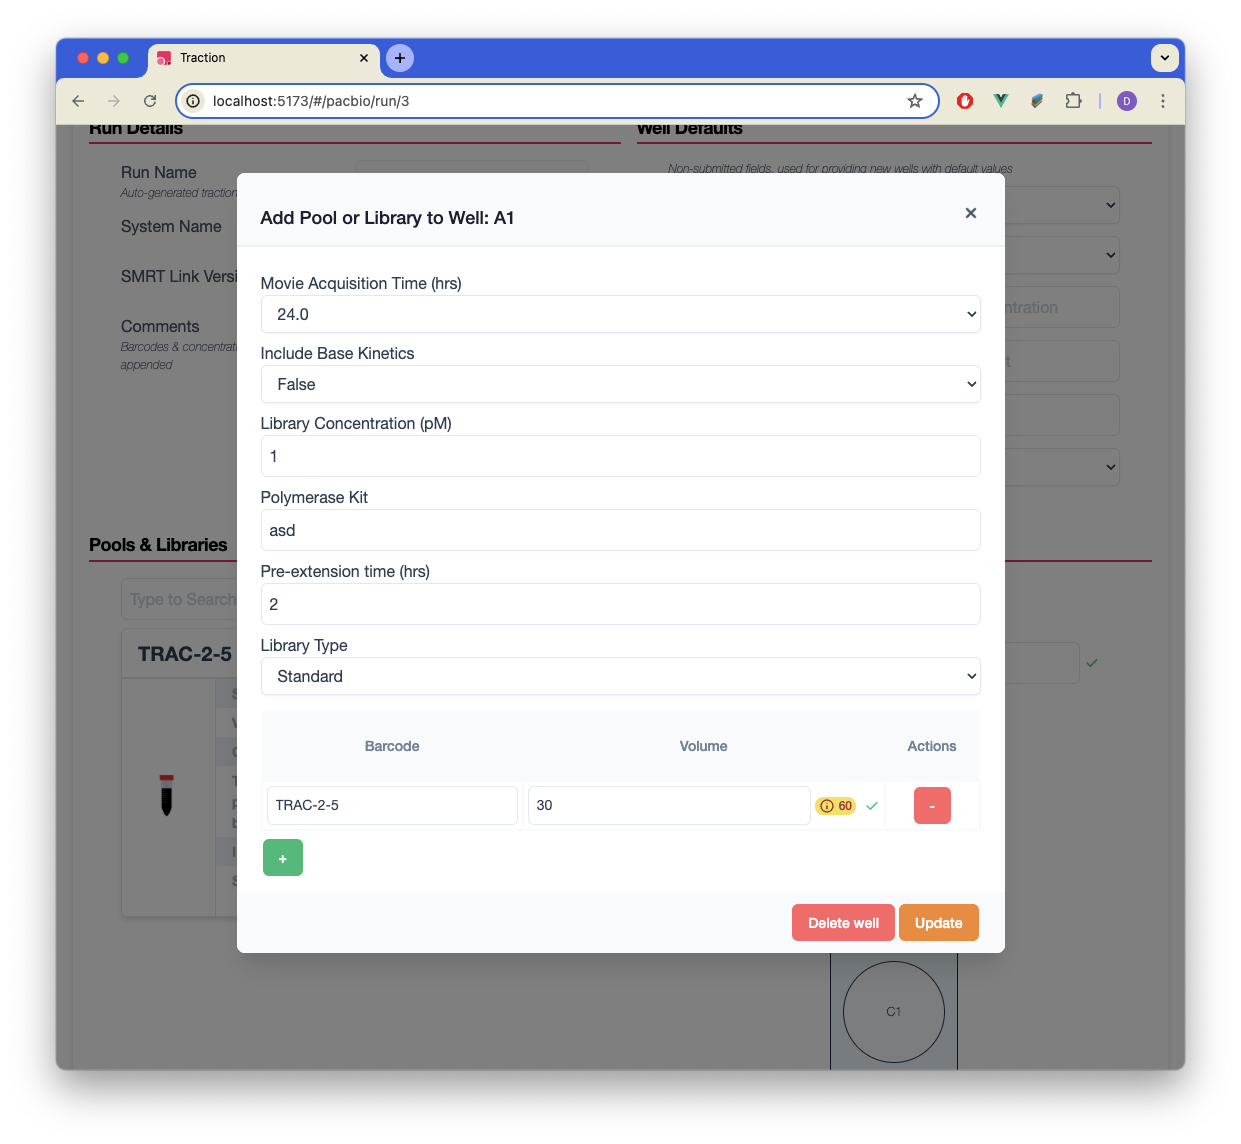 Traction
localhost:5173/#/pacbio/run/3
D
Run Details
Well Defaults
Run Name
Non-submitted fields, used for providing new wells with default values
Auto-generated traction
System Name
SMRT Link Versi
Comments
Barcodes & concentrat
appended
ntration
t
Pools & Libraries
Type to Search
TRAC-2-5
Add Pool or Library to Well: A1
Movie Acquisition Time (hrs)
24.0
Include Base Kinetics
False
Library Concentration (pM)
1
Polymerase Kit
asd
Pre-extension time (hrs)
2
Library Type
Standard
Barcode Volume Actions
TRAC-2-5 30 60 -
+
Delete well Update
C1